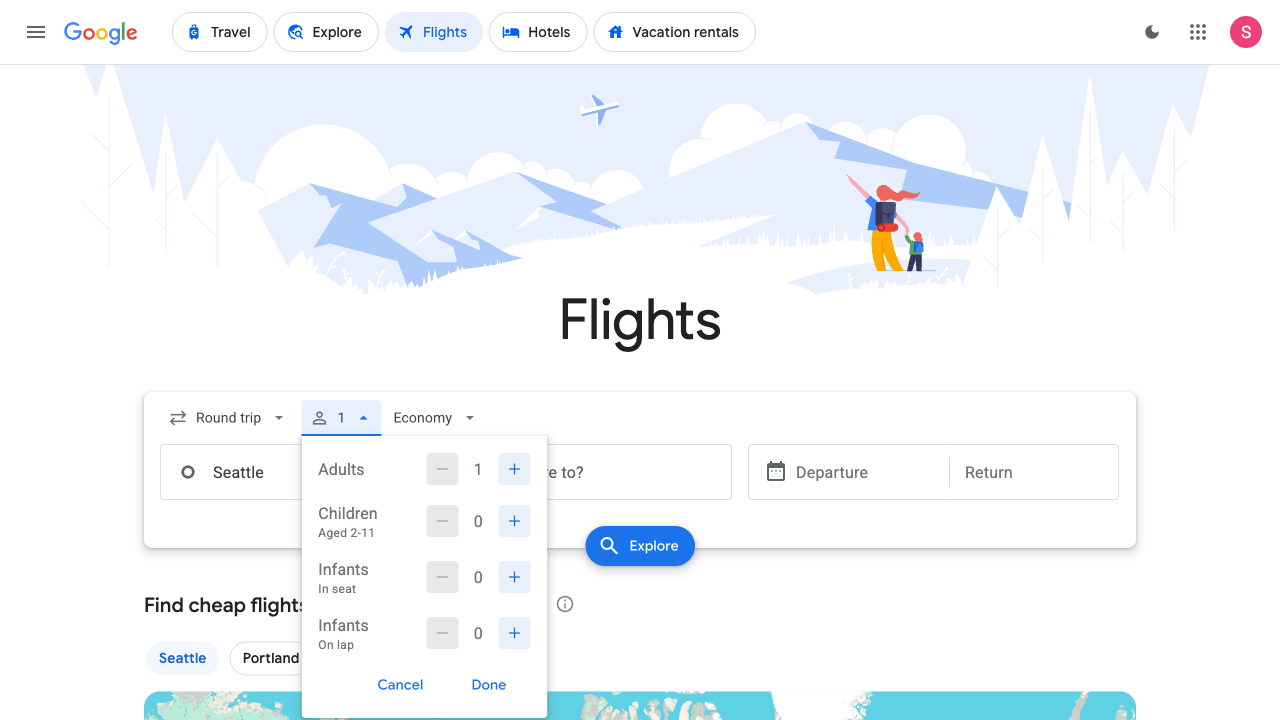 Google
Travel
Explore
Flights
Hotels
Vacation rentals
S
Flights
Round trip
1
Economy
Seattle
e to?
Departure
Return
Adults
1
Children
0
Aged 2-11
Infants
0
In seat
Infants
0
On lap
Cancel
Done
Explore
Find cheap flights
Seattle
Portland